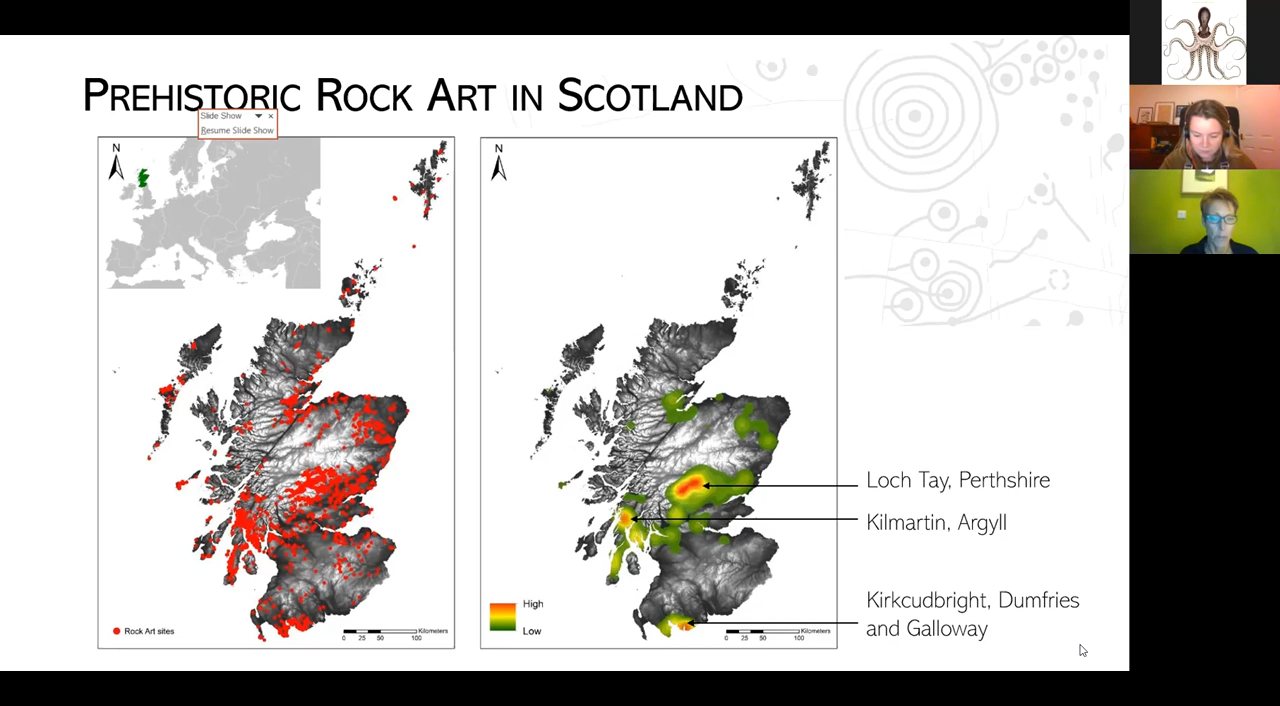 PREHISTORIC ROCK ART IN SCOTLAND
Slide Show
Resume Slide Show
N
N
Loch Tay, Perthshire
Kilmartin, Argyll
High
Low
Kirkcudbright, Dumfries
and Galloway
Rock Art sites
Kilometers
0 25 50 100
Kilometers
0 25 50 100